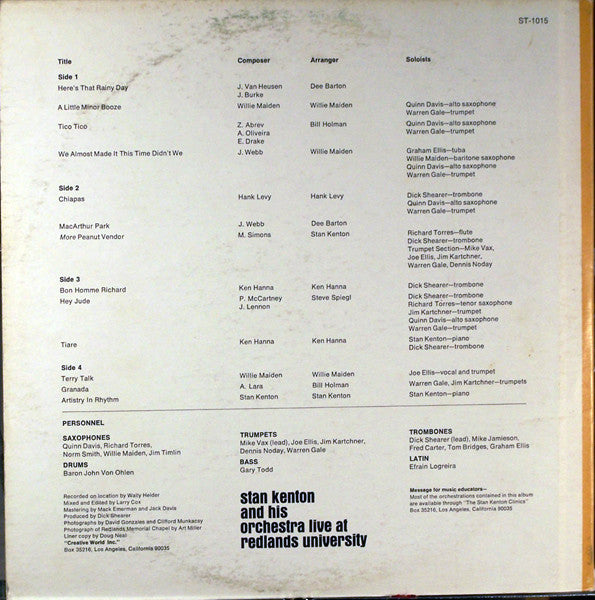 ST-1015
Title Composer Arranger Soloists
Side 1
Here's That Rainy Day J. Van Heusen Dee Barton
J. Burke
A Little Minor Booze Willie Maiden Willie Maiden Quinn Davis—alto saxophone
Warren Gale—trumpet
Tico Tico Z. Abrev Bill Holman Quinn Davis—alto saxophone
A. Oliveira Warren Gale—trumpet
E. Drake
We Almost Made It This Time Didn't We J. Webb Willie Maiden Graham Ellis—tuba
Willie Maiden—baritone saxophone
Quinn Davis—alto saxophone
Warren Gale—trumpet
Side 2
Chiapas Hank Levy Hank Levy Dick Shearer—trombone
Quinn Davis—alto saxophone
Warren Gale—trumpet
MacArthur Park J. Webb Dee Barton
More Peanut Vendor M. Simons Stan Kenton Richard Torres—flute
Dick Shearer—trombone
Trumpet Section—Mike Vax,
Joe Ellis, Jim Kartchner,
Warren Gale, Dennis Noday
Side 3
Bon Homme Richard Ken Hanna Ken Hanna Dick Shearer—trombone
Hey Jude P. McCartney Steve Spiegl Dick Shearer—trombone
J. Lennon Richard Torres—tenor saxophone
Jim Kartchner—trumpet
Quinn Davis—alto saxophone
Warren Gale—trumpet
Tiare Ken Hanna Ken Hanna Stan Kenton—piano
Dick Shearer—trombone
Side 4
Terry Talk Willie Maiden Willie Maiden Joe Ellis—vocal and trumpet
Granada A. Lara Bill Holman Warren Gale, Jim Kartchner—trumpets
Artistry In Rhythm Stan Kenton Stan Kenton Stan Kenton—piano
PERSONNEL
SAXOPHONES
Quinn Davis, Richard Torres,
Norm Smith, Willie Maiden, Jim Timlin
DRUMS
Baron John Von Ohlen
TRUMPETS
Mike Vax (lead), Joe Ellis, Jim Kartchner,
Dennis Noday, Warren Gale
BASS
Gary Todd
TROMBONES
Dick Shearer (lead), Mike Jamieson,
Fred Carter, Tom Bridges, Graham Ellis
LATIN
Efrain Logreira
Recorded on location by Wally Heider
Mixed and Edited by Larry Cox
Mastering by Mack Emerman and Jack Davis
Produced by Dick Shearer
Photographs by David Gonzales and Clifford Munkacsy
Photograph of Redlands Memorial Chapel by Art Miller
Liner copy by Doug Neal
"Creative World Inc."
Box 35216, Los Angeles, California 90035
stan kenton
and his
orchestra live at
redlands university
Message for music educators—
Most of the orchestrations contained in this album
are available through "The Stan Kenton Clinics"
Box 35216, Los Angeles, California 90035